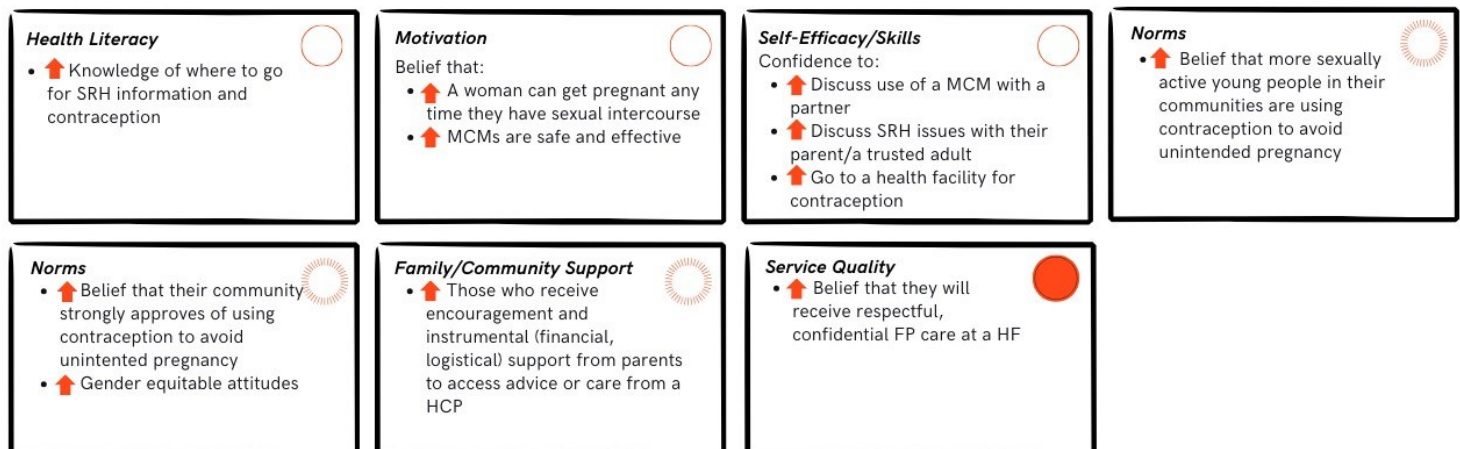 Health Literacy
• Knowledge of where to go
for SRH information and
contraception
Motivation
Belief that:
• A woman can get pregnant any
time they have sexual intercourse
• MCMs are safe and effective
Self-Efficacy/Skills
Confidence to:
• Discuss use of a MCM with a
partner
• Discuss SRH issues with their
parent/a trusted adult
• Go to a health facility for
contraception
Norms
• Belief that more sexually
active young people in their
communities are using
contraception to avoid
unintended pregnancy
Norms
• Belief that their community
strongly approves of using
contraception to avoid
unintented pregnancy
• Gender equitable attitudes
Family/Community Support
• Those who receive
encouragement and
instrumental (financial,
logistical) support from parents
to access advice or care from a
HCP
Service Quality
• Belief that they will
receive respectful,
confidential FP care at a HF